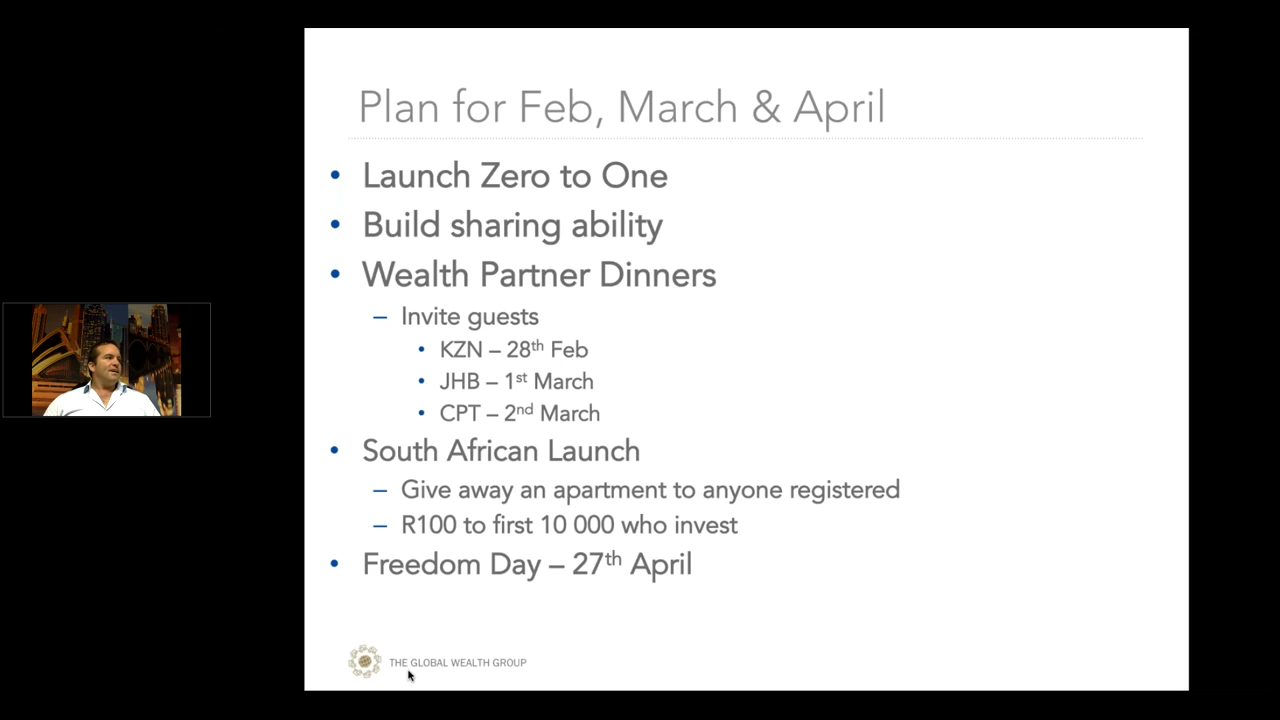 Plan for Feb, March & April
• Launch Zero to One
• Build sharing ability
• Wealth Partner Dinners
– Invite guests
• KZN – 28th Feb
• JHB – 1st March
• CPT – 2nd March
• South African Launch
– Give away an apartment to anyone registered
– R100 to first 10 000 who invest
• Freedom Day – 27th April
THE GLOBAL WEALTH GROUP